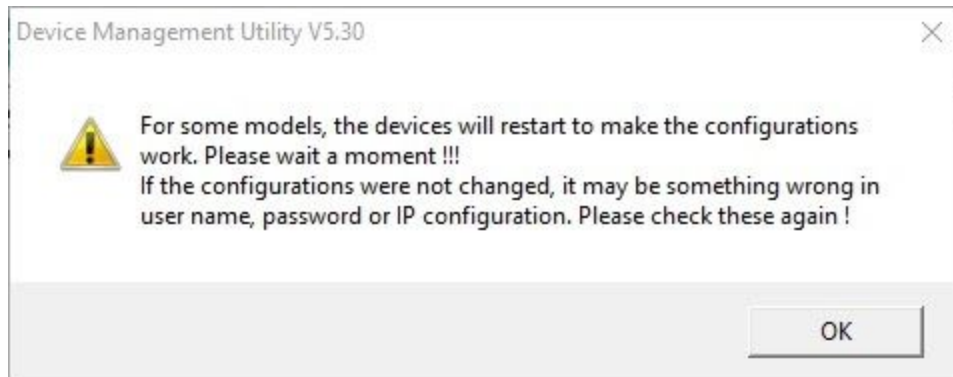 Device Management Utility V5.30
For some models, the devices will restart to make the configurations
work. Please wait a moment !!!
If the configurations were not changed, it may be something wrong in
user name, password or IP configuration. Please check these again !
OK